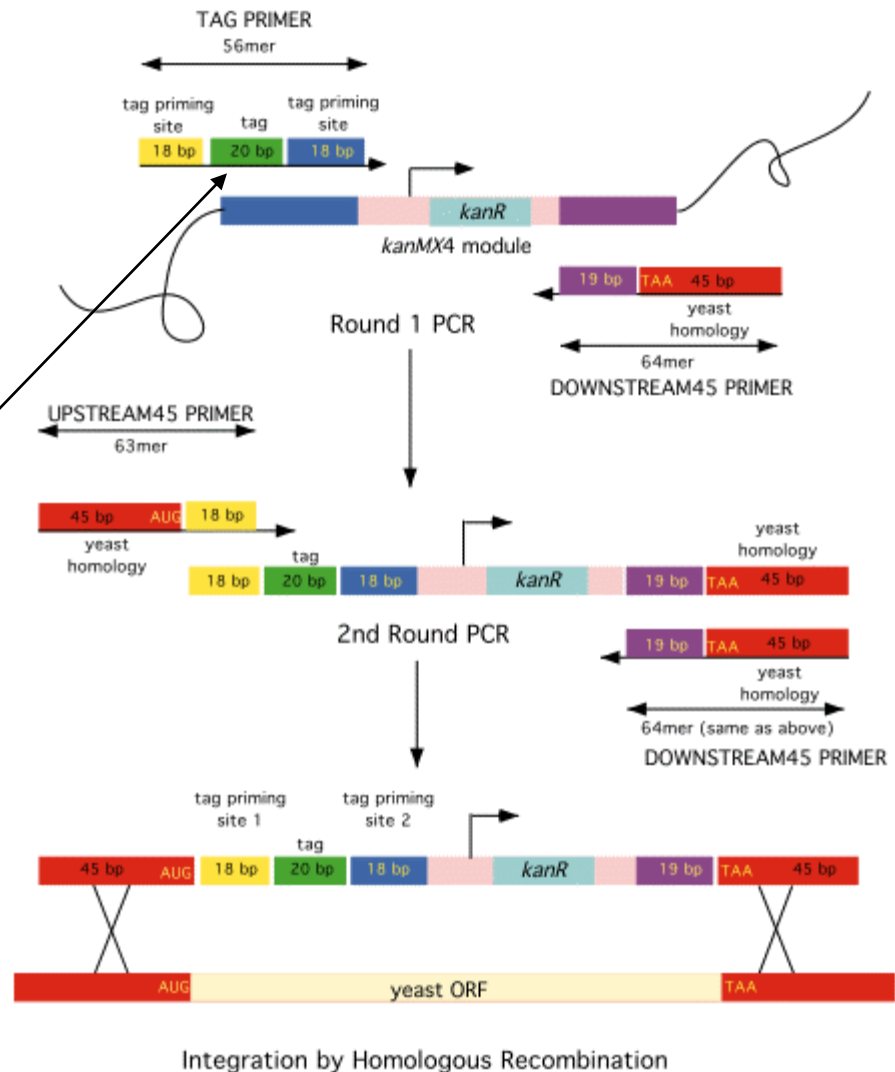 TAG PRIMER
56mer
tag priming
site
tag
tag priming
site
18 bp
20 bp
18 bp
kanR
kanMX4 module
19 bp
TAA
45 bp
yeast
homology
Round 1 PCR
64mer
DOWNSTREAM45 PRIMER
UPSTREAM45 PRIMER
63mer
45 bp
AUG
18 bp
yeast
homology
yeast
homology
tag
18 bp
20 bp
18 bp
kanR
19 bp
TAA
45 bp
2nd Round PCR
19 bp
TAA
45 bp
yeast
homology
64mer (same as above)
DOWNSTREAM45 PRIMER
tag priming
site 1
tag priming
site 2
tag
45 bp
AUG
18 bp
20 bp
18 bp
kanR
19 bp
TAA
45 bp
AUG
yeast ORF
TAA
Integration by Homologous Recombination